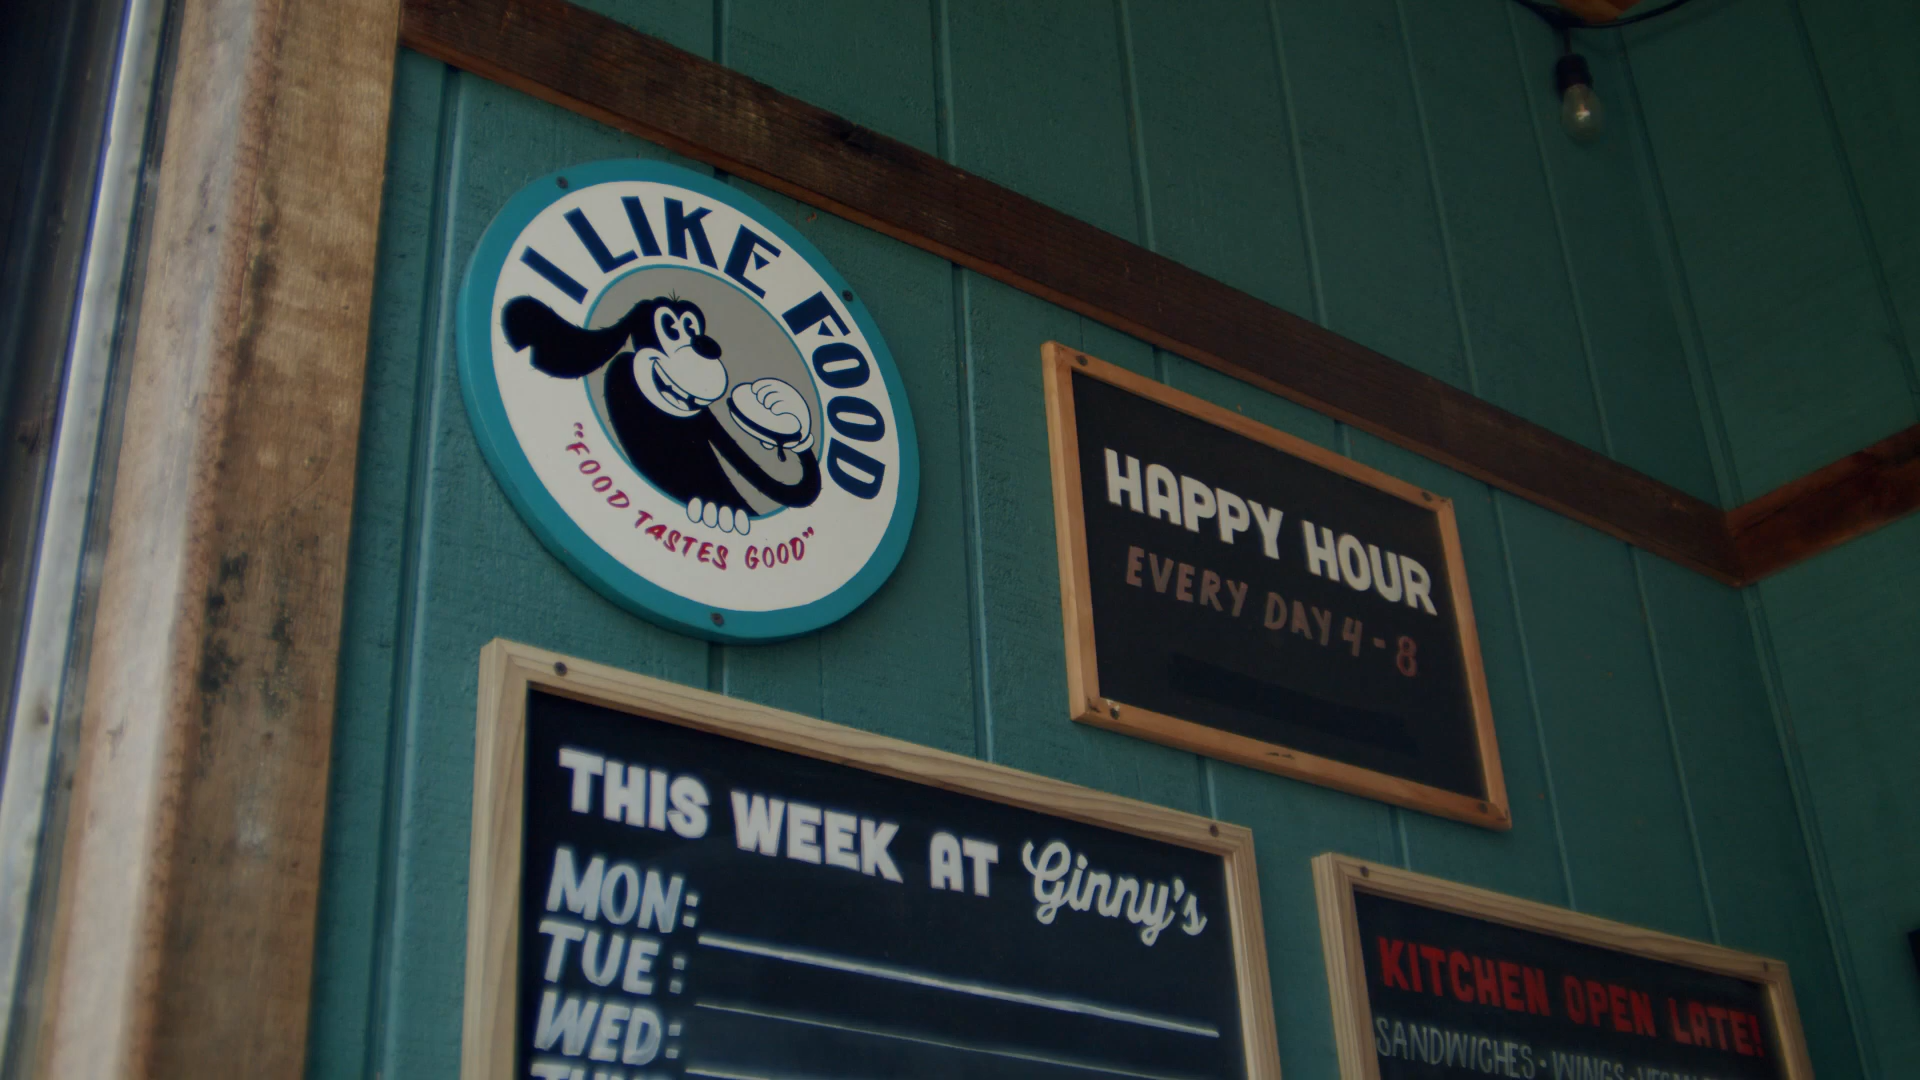 I LIKE FOOD
"FOOD TASTES GOOD"
HAPPY HOUR
EVERY DAY 4-8
THIS WEEK AT Ginny's
MON:
TUE:
WED:
KITCHEN OPEN LATE!
SANDWICHES • WINGS •